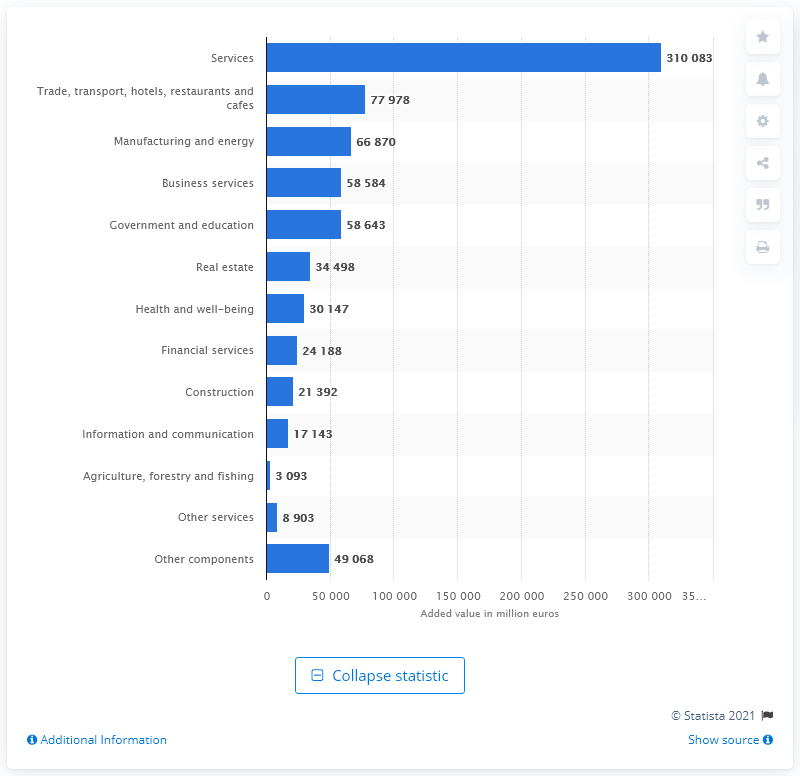 Services
310 083
Trade, transport, hotels, restaurants and
cafes
77 978
Manufacturing and energy
66 870
Business services
58 584
Government and education
58 643
Real estate
34 498
Health and well-being
30 147
Financial services
24 188
Construction
21 392
Information and communication
17 143
Agriculture, forestry and fishing
3 093
Other services
8 903
Other components
49 068
0 50 000 100 000 150 000 200 000 250 000 300 000 35...
Added value in million euros
Collapse statistic
© Statista 2021
Additional Information
Show source